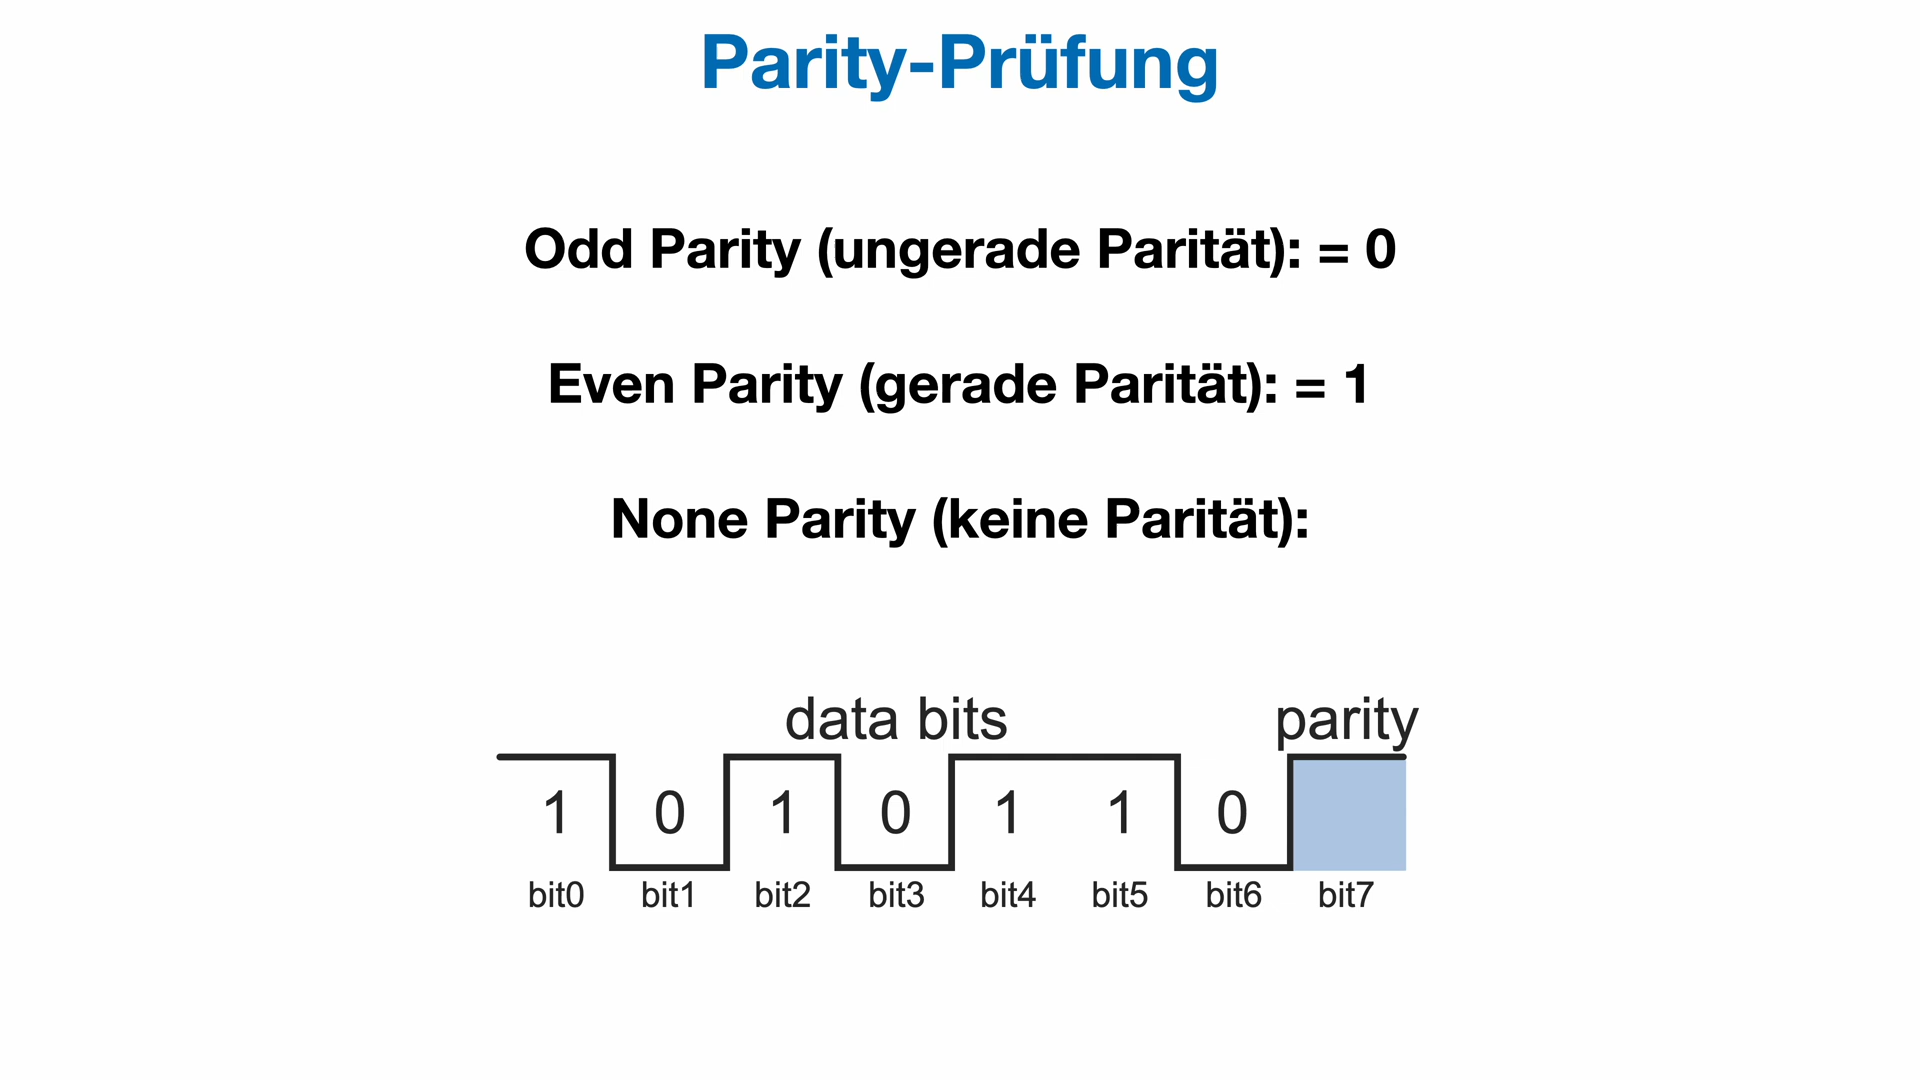 Parity-Prüfung
Odd Parity (ungerade Parität): = 0
Even Parity (gerade Parität): = 1
None Parity (keine Parität):
data bits parity
1 0 1 0 1 1 0
bit0 bit1 bit2 bit3 bit4 bit5 bit6 bit7